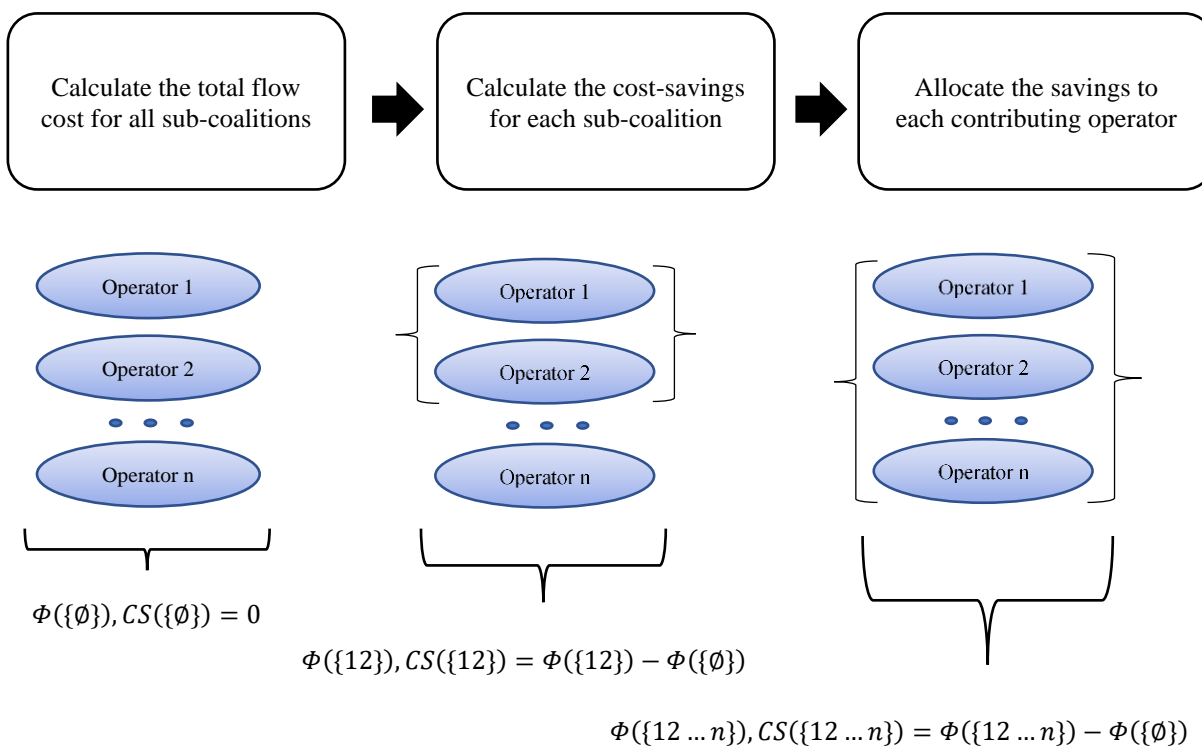 Calculate the total flow
cost for all sub-coalitions
Calculate the cost-savings
for each sub-coalition
Allocate the savings to
each contributing operator
Operator 1
Operator 2
Operator n
Φ({∅}), CS({∅}) = 0
Operator 1
Operator 2
Operator n
Φ({12}), CS({12}) = Φ({12}) − Φ({∅})
Operator 1
Operator 2
Operator n
Φ({12 … n}), CS({12 … n}) = Φ({12 … n}) − Φ({∅})